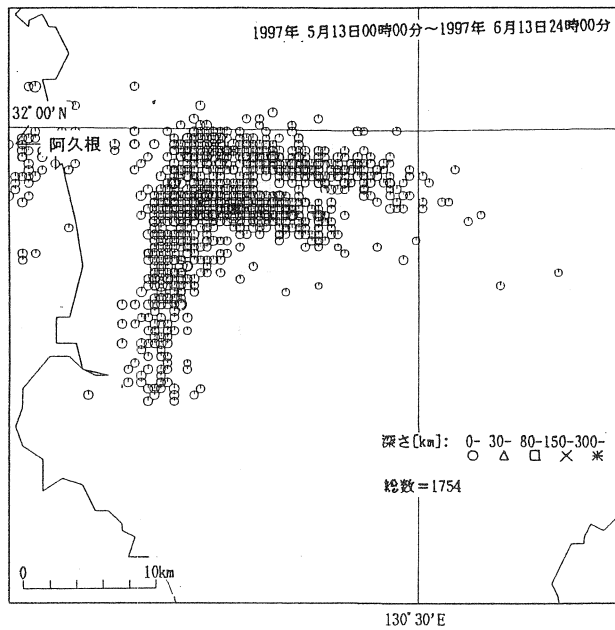 1997年 5月13日00時00分～1997年 6月13日24時00分
32°00'N
阿久根
深さ[km]: 0- 30- 80-150-300-
総数＝1754
0 10km
130°30'E